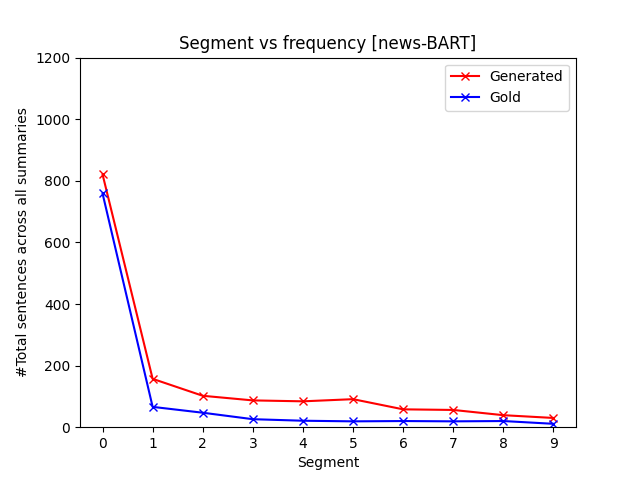 Segment vs frequency [news-BART]
Generated
Gold
#Total sentences across all summaries
1200
1000
800
600
400
200
0
0 1 2 3 4 5 6 7 8 9
Segment